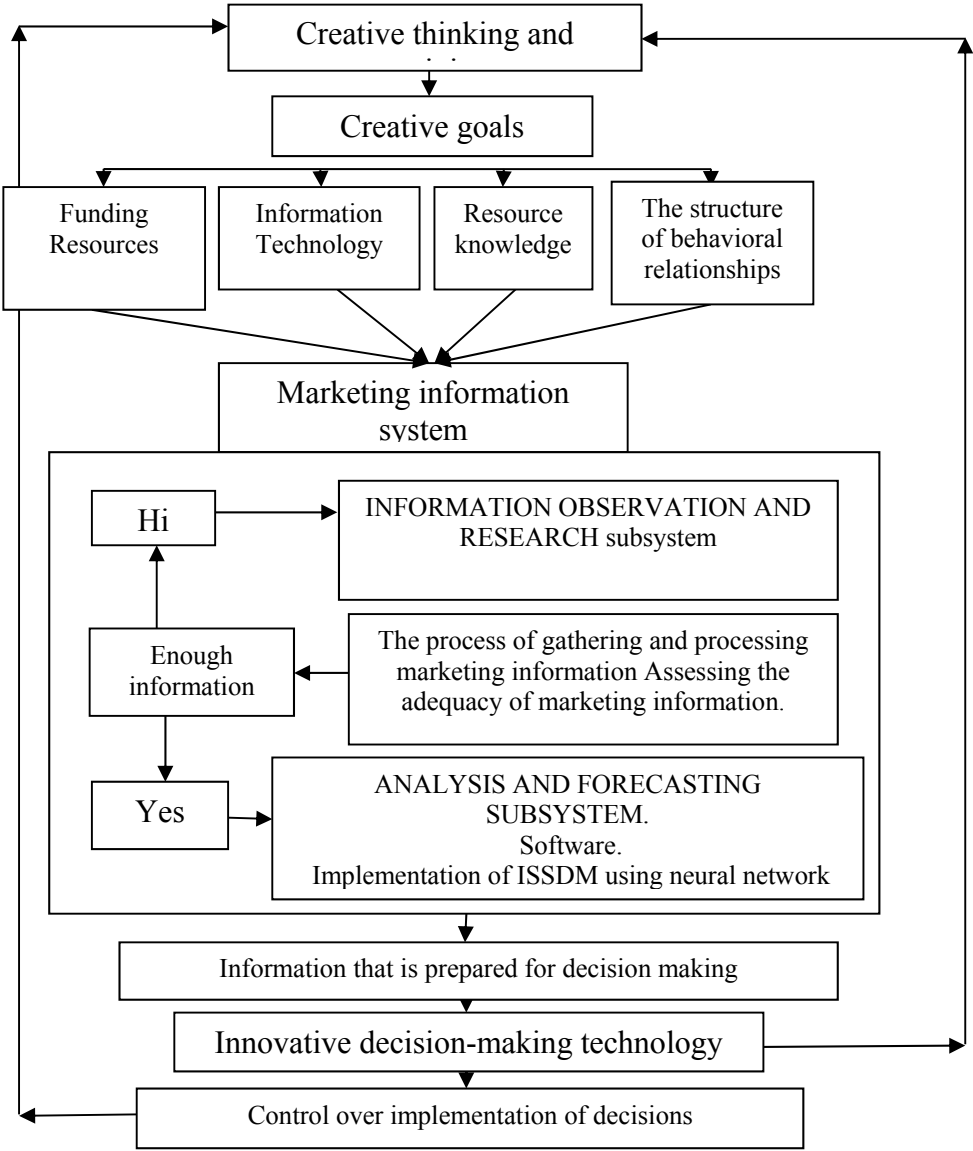 Creative thinking and
Creative goals
Funding
Resources
Information
Technology
Resource
knowledge
The structure
of behavioral
relationships
Marketing information
system
Hi
INFORMATION OBSERVATION AND
RESEARCH subsystem
Enough
information
The process of gathering and processing
marketing information Assessing the
adequacy of marketing information.
Yes
ANALYSIS AND FORECASTING
SUBSYSTEM.
Software.
Implementation of ISSDM using neural network
Information that is prepared for decision making
Innovative decision-making technology
Control over implementation of decisions